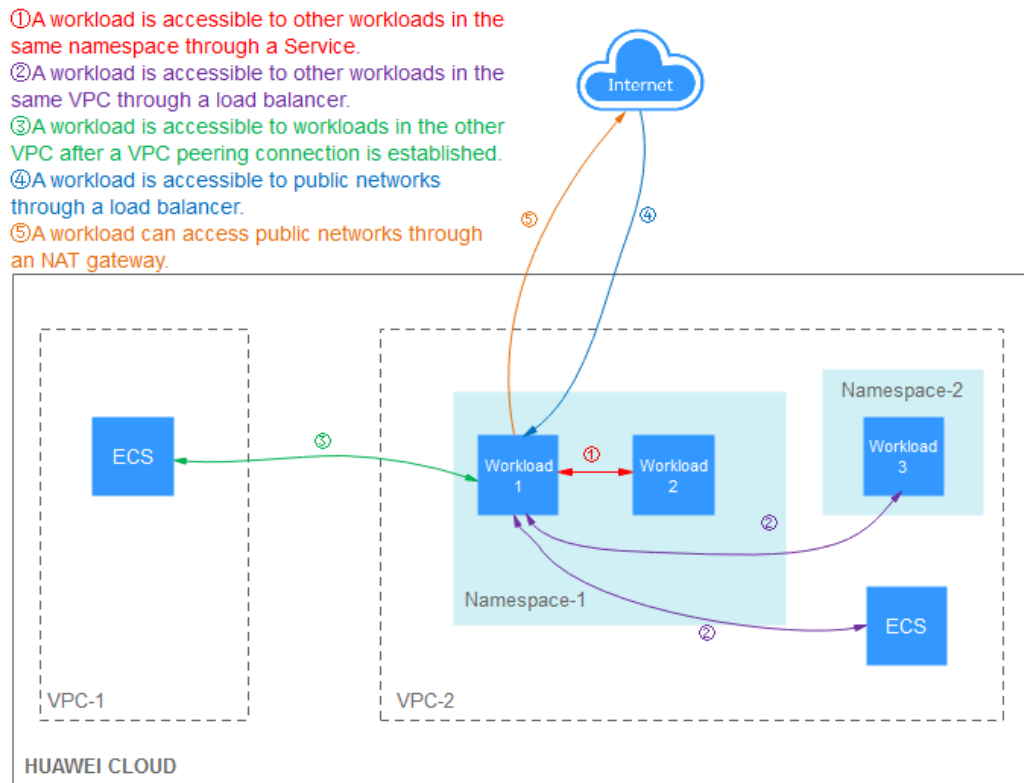 ①A workload is accessible to other workloads in the
same namespace through a Service.
②A workload is accessible to other workloads in the
same VPC through a load balancer.
③A workload is accessible to workloads in the other
VPC after a VPC peering connection is established.
④A workload is accessible to public networks
through a load balancer.
⑤A workload can access public networks through
an NAT gateway.
Internet
⑤
④
Namespace-2
ECS
③
Workload
1
①
Workload
2
Workload
3
②
Namespace-1
②
ECS
VPC-1
VPC-2
HUAWEI CLOUD